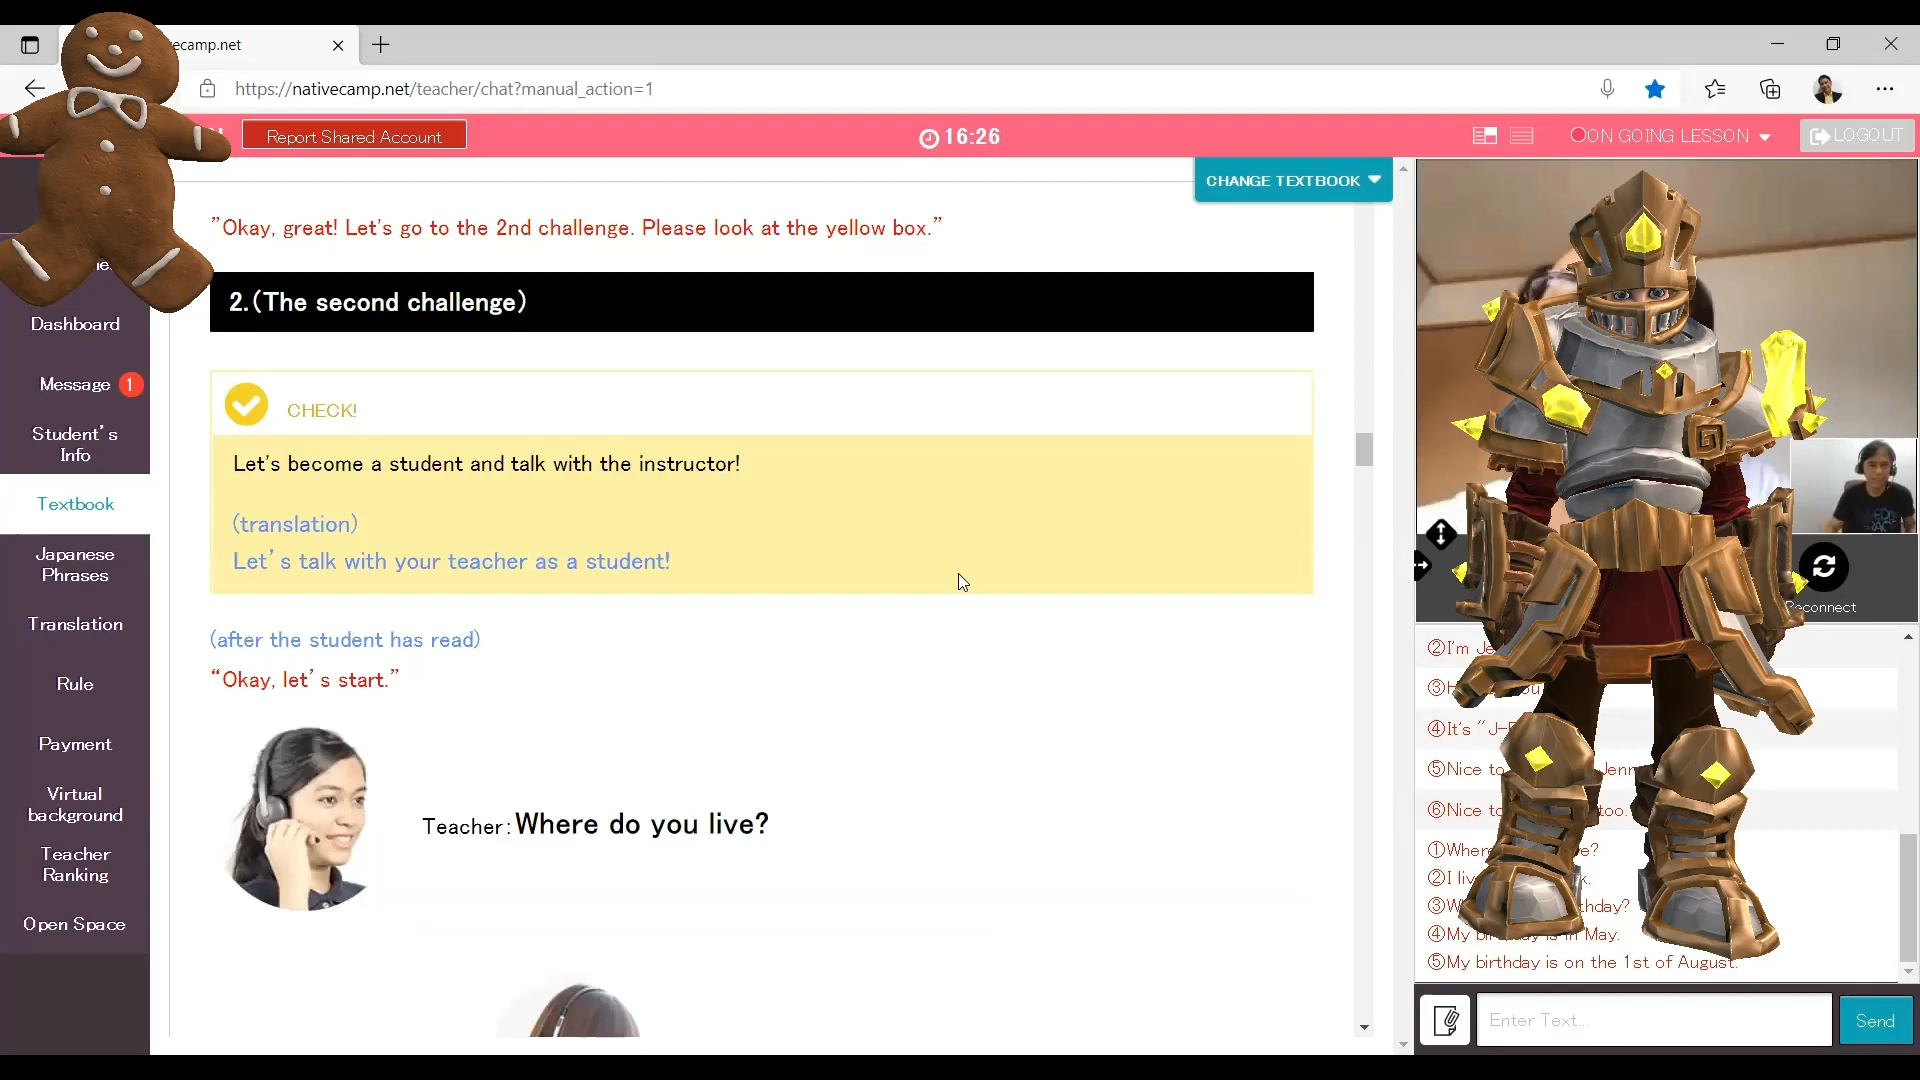 ecamp.net
https://nativecamp.net/teacher/chat?manual_action=1
Report Shared Account
16:26
ON GOING LESSON
LOGOUT
CHANGE TEXTBOOK
"Okay, great! Let's go to the 2nd challenge. Please look at the yellow box."
2.(The second challenge)
CHECK!
Let's become a student and talk with the instructor!
(translation)
Let's talk with your teacher as a student!
(after the student has read)
"Okay, let's start."
Teacher:Where do you live?
Dashboard
Message 1
Student's
Info
Textbook
Japanese
Phrases
Translation
Rule
Payment
Virtual
background
Teacher
Ranking
Open Space
Reconnect
②I'm
③
④It's "J-
⑤Nice to
⑥Nice too.
①Where
②I
③
④My in May.
⑤My birthday is on the 1st of August.
Enter Text...
Send